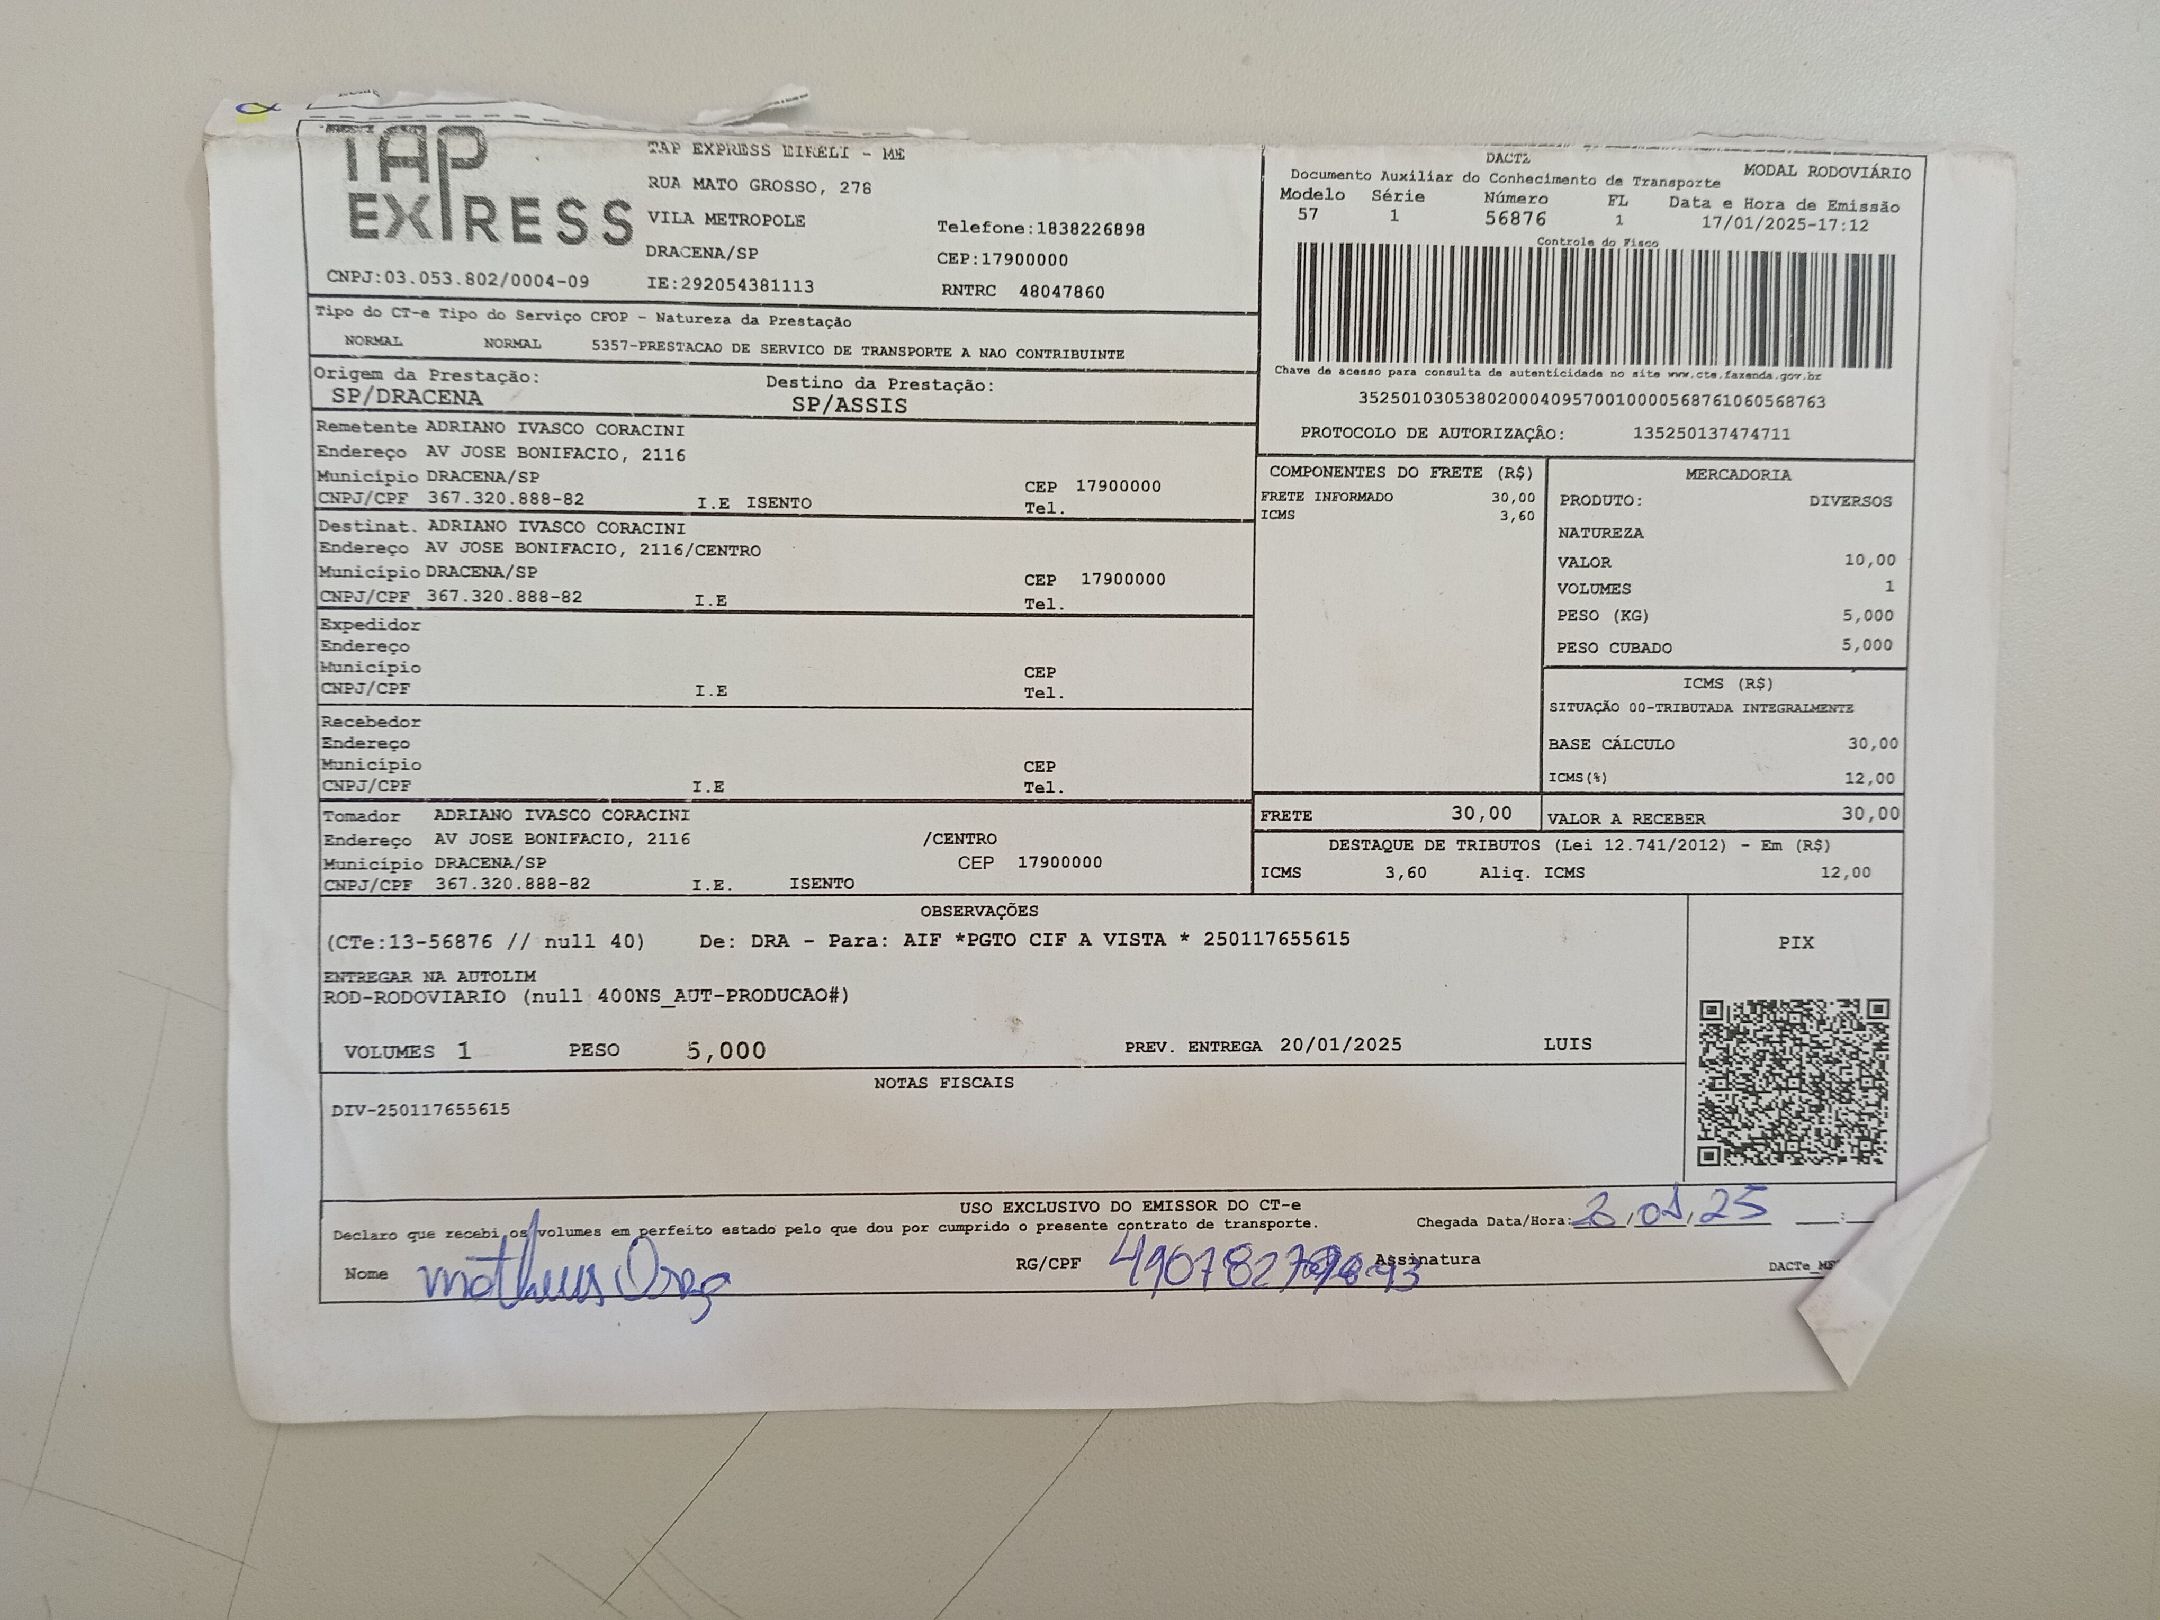 TAP
EXPRESS
TAP EXPRESS EIRELI - ME
RUA MATO GROSSO, 278
VILA METROPOLE
Telefone:1838226898
DRACENA/SP
CEP:17900000
CNPJ:03.053.802/0004-09
IE:292054381113
RNTRC 48047860
DACTE
Documento Auxiliar do Conhecimento de Transporte
MODAL RODOVIÁRIO
Modelo Série Número FL Data e Hora de Emissão
57 1 56876 1 17/01/2025-17:12
Controle do Fisco
Chave de acesso para consulta de autenticidade no site www.cte.fazenda.gov.br
35250103053802000409570010000568761060568763
PROTOCOLO DE AUTORIZAÇÃO: 135250137474711
Tipo do CT-e Tipo do Serviço CFOP - Natureza da Prestação
NORMAL NORMAL 5357-PRESTACAO DE SERVICO DE TRANSPORTE A NAO CONTRIBUINTE
Origem da Prestação: Destino da Prestação:
SP/DRACENA SP/ASSIS
Remetente ADRIANO IVASCO CORACINI
Endereço AV JOSE BONIFACIO, 2116
Município DRACENA/SP CEP 17900000
CNPJ/CPF 367.320.888-82 I.E ISENTO Tel.
Destinat. ADRIANO IVASCO CORACINI
Endereço AV JOSE BONIFACIO, 2116/CENTRO
Município DRACENA/SP CEP 17900000
CNPJ/CPF 367.320.888-82 I.E Tel.
Expedidor
Endereço
Município CEP
CNPJ/CPF I.E Tel.
Recebedor
Endereço
Município CEP
CNPJ/CPF I.E Tel.
Tomador ADRIANO IVASCO CORACINI
Endereço AV JOSE BONIFACIO, 2116 /CENTRO
Município DRACENA/SP CEP 17900000
CNPJ/CPF 367.320.888-82 I.E. ISENTO
COMPONENTES DO FRETE (R$)
FRETE INFORMADO 30,00
ICMS 3,60
MERCADORIA
PRODUTO: DIVERSOS
NATUREZA
VALOR 10,00
VOLUMES 1
PESO (KG) 5,000
PESO CUBADO 5,000
ICMS (R$)
SITUAÇÃO 00-TRIBUTADA INTEGRALMENTE
BASE CÁLCULO 30,00
ICMS(%) 12,00
FRETE 30,00 VALOR A RECEBER 30,00
DESTAQUE DE TRIBUTOS (Lei 12.741/2012) - Em (R$)
ICMS 3,60 Aliq. ICMS 12,00
OBSERVAÇÕES
(CTe:13-56876 // null 40) De: DRA - Para: AIF *PGTO CIF A VISTA * 250117655615
ENTREGAR NA AUTOLIM
ROD-RODOVIARIO (null 400NS_AUT-PRODUCAO#)
VOLUMES 1 PESO 5,000 PREV. ENTREGA 20/01/2025 LUIS
PIX
NOTAS FISCAIS
DIV-250117655615
USO EXCLUSIVO DO EMISSOR DO CT-e
Declaro que recebi os volumes em perfeito estado pelo que dou por cumprido o presente contrato de transporte.
Chegada Data/Hora: 01, 25 :
Nome Matheus
RG/CPF Assinatura